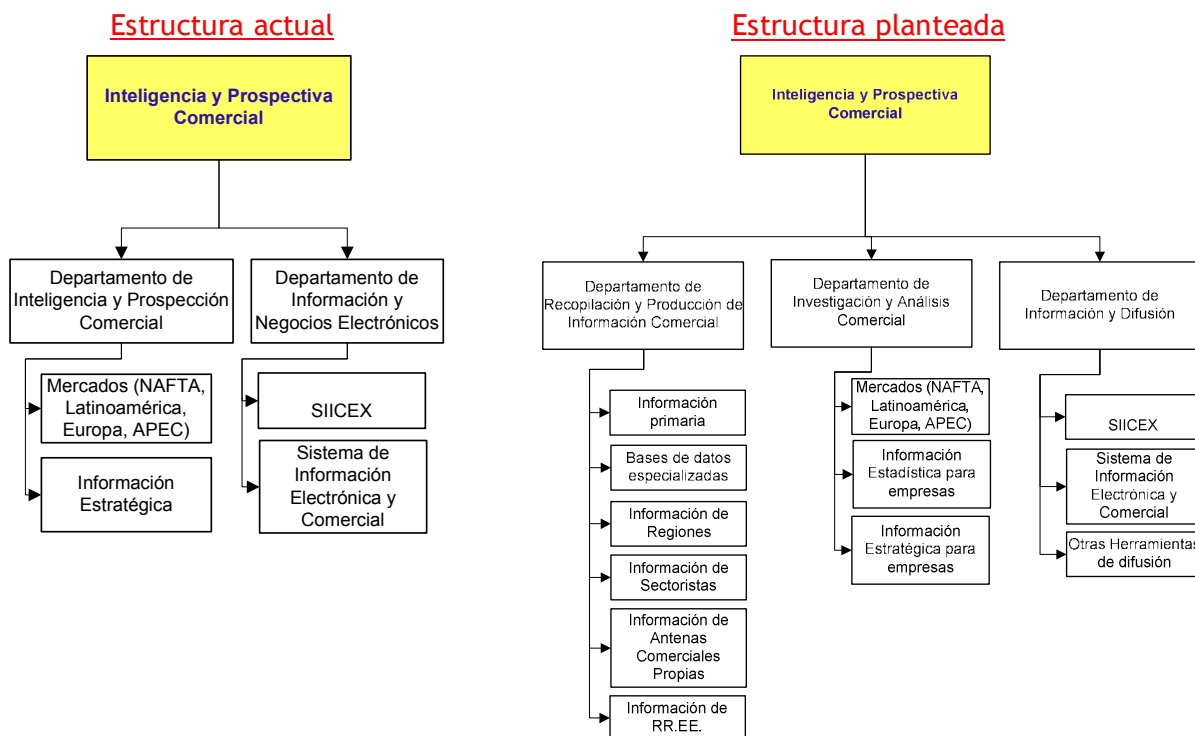 Estructura actual
Inteligencia y Prospectiva
Comercial
Departamento de
Inteligencia y Prospección
Comercial
Mercados (NAFTA,
Latinoamérica,
Europa, APEC)
Información
Estratégica
Departamento de
Información y
Negocios Electrónicos
SIICEX
Sistema de
Información
Electrónica y
Comercial
Estructura planteada
Inteligencia y Prospectiva
Comercial
Departamento de
Recopilación y Producción de
Información Comercial
Información
primaria
Bases de datos
especializadas
Información de
Regiones
Información de
Sectoristas
Información de
Antenas
Comerciales
Propias
Información de
RR.EE.
Departamento de
Investigación y Análisis
Comercial
Mercados (NAFTA,
Latinoamérica,
Europa, APEC)
Información
Estadística para
empresas
Información
Estratégica para
empresas
Departamento de
Información y Difusión
SIICEX
Sistema de
Información
Electrónica y
Comercial
Otras Herramientas
de difusión